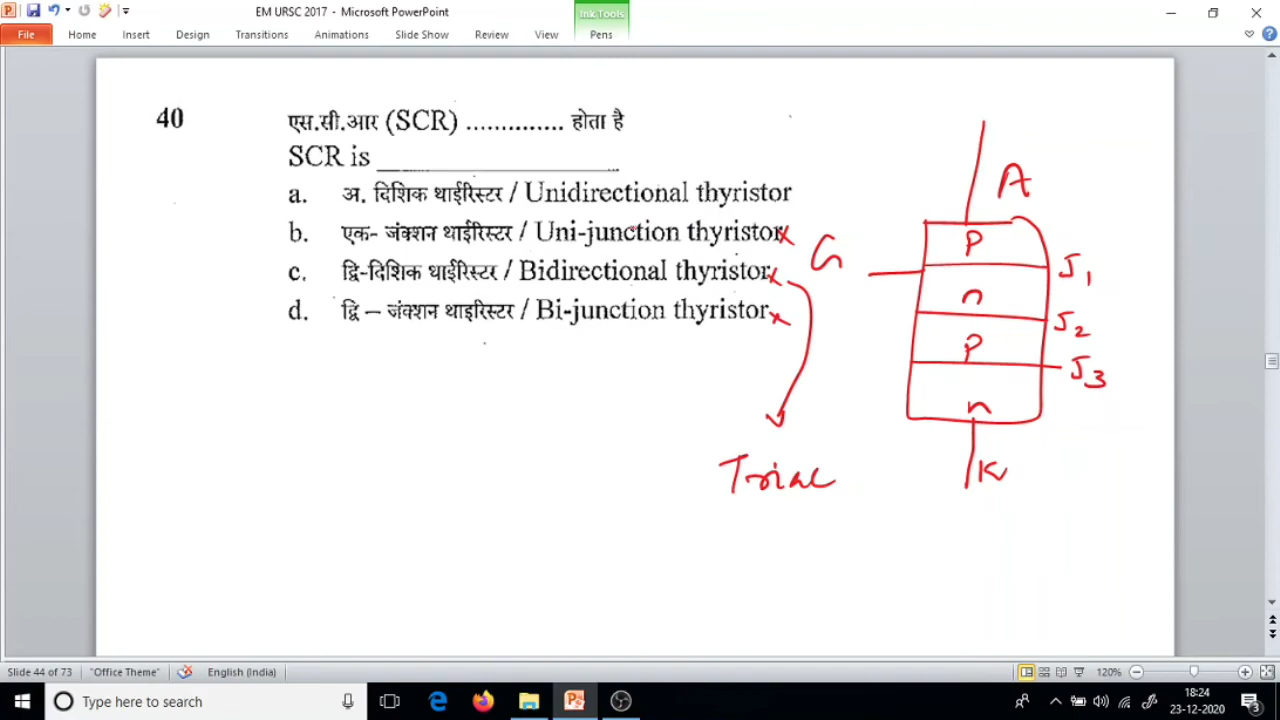 EM URSC 2017 - Microsoft PowerPoint
Ink Tools
File Home Insert Design Transitions Animations Slide Show Review View Pens
40
एस.सी.आर (SCR) .............. होता है
SCR is ____________________
a. अ. दिशिक थाईरिस्टर / Unidirectional thyristor
b. एक- जंक्शन थाईरिस्टर / Uni-junction thyristor x
c. द्वि-दिशिक थाईरिस्टर / Bidirectional thyristor x
d. द्वि – जंक्शन थाइरिस्टर / Bi-junction thyristor x
A
G
P
J1
n
J2
P
J3
n
K
Triac
Slide 44 of 73 "Office Theme" English (India) 120%
Type here to search
18:24
23-12-2020
3